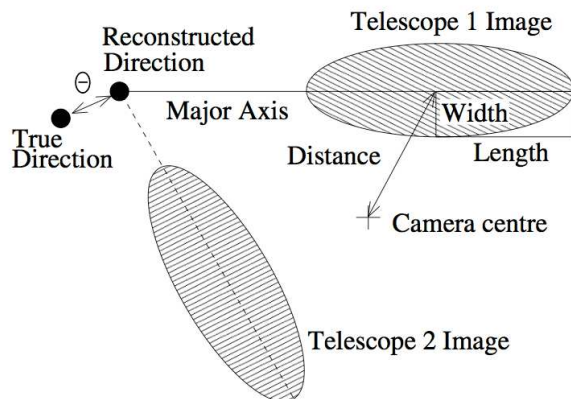 Telescope 1 Image
Reconstructed
Direction
Θ
Major Axis
Width
True
Direction
Distance
Length
Camera centre
Telescope 2 Image